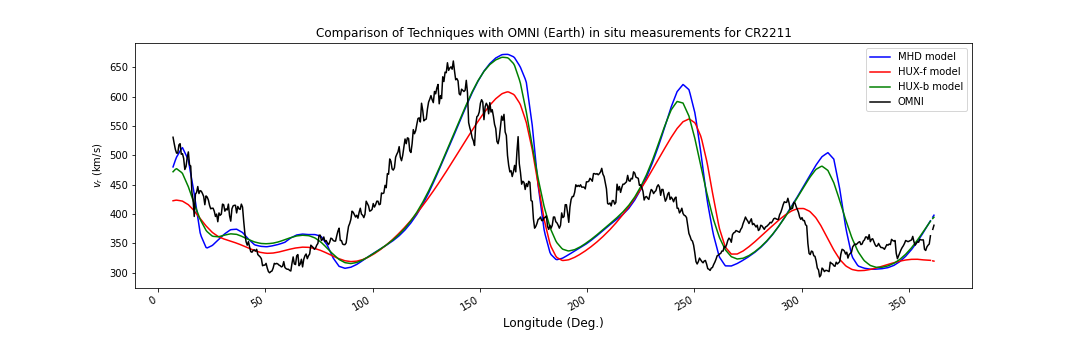 Comparison of Techniques with OMNI (Earth) in situ measurements for CR2211
MHD model
HUX-f model
HUX-b model
OMNI
650
600
550
500
450
400
350
300
v_r (km/s)
0
50
100
150
200
250
300
350
Longitude (Deg.)